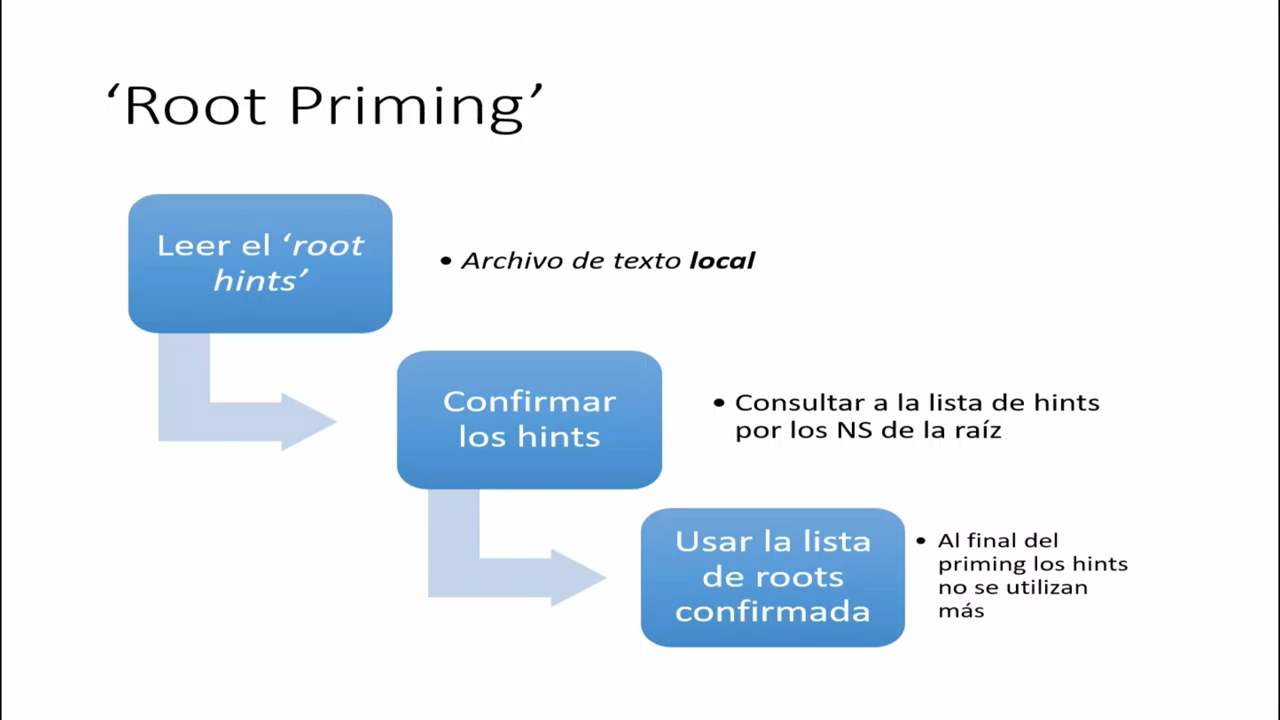 ‘Root Priming’
Leer el ‘root
hints’
• Archivo de texto local
Confirmar
los hints
• Consultar a la lista de hints
por los NS de la raíz
Usar la lista
de roots
confirmada
• Al final del
priming los hints
no se utilizan
más